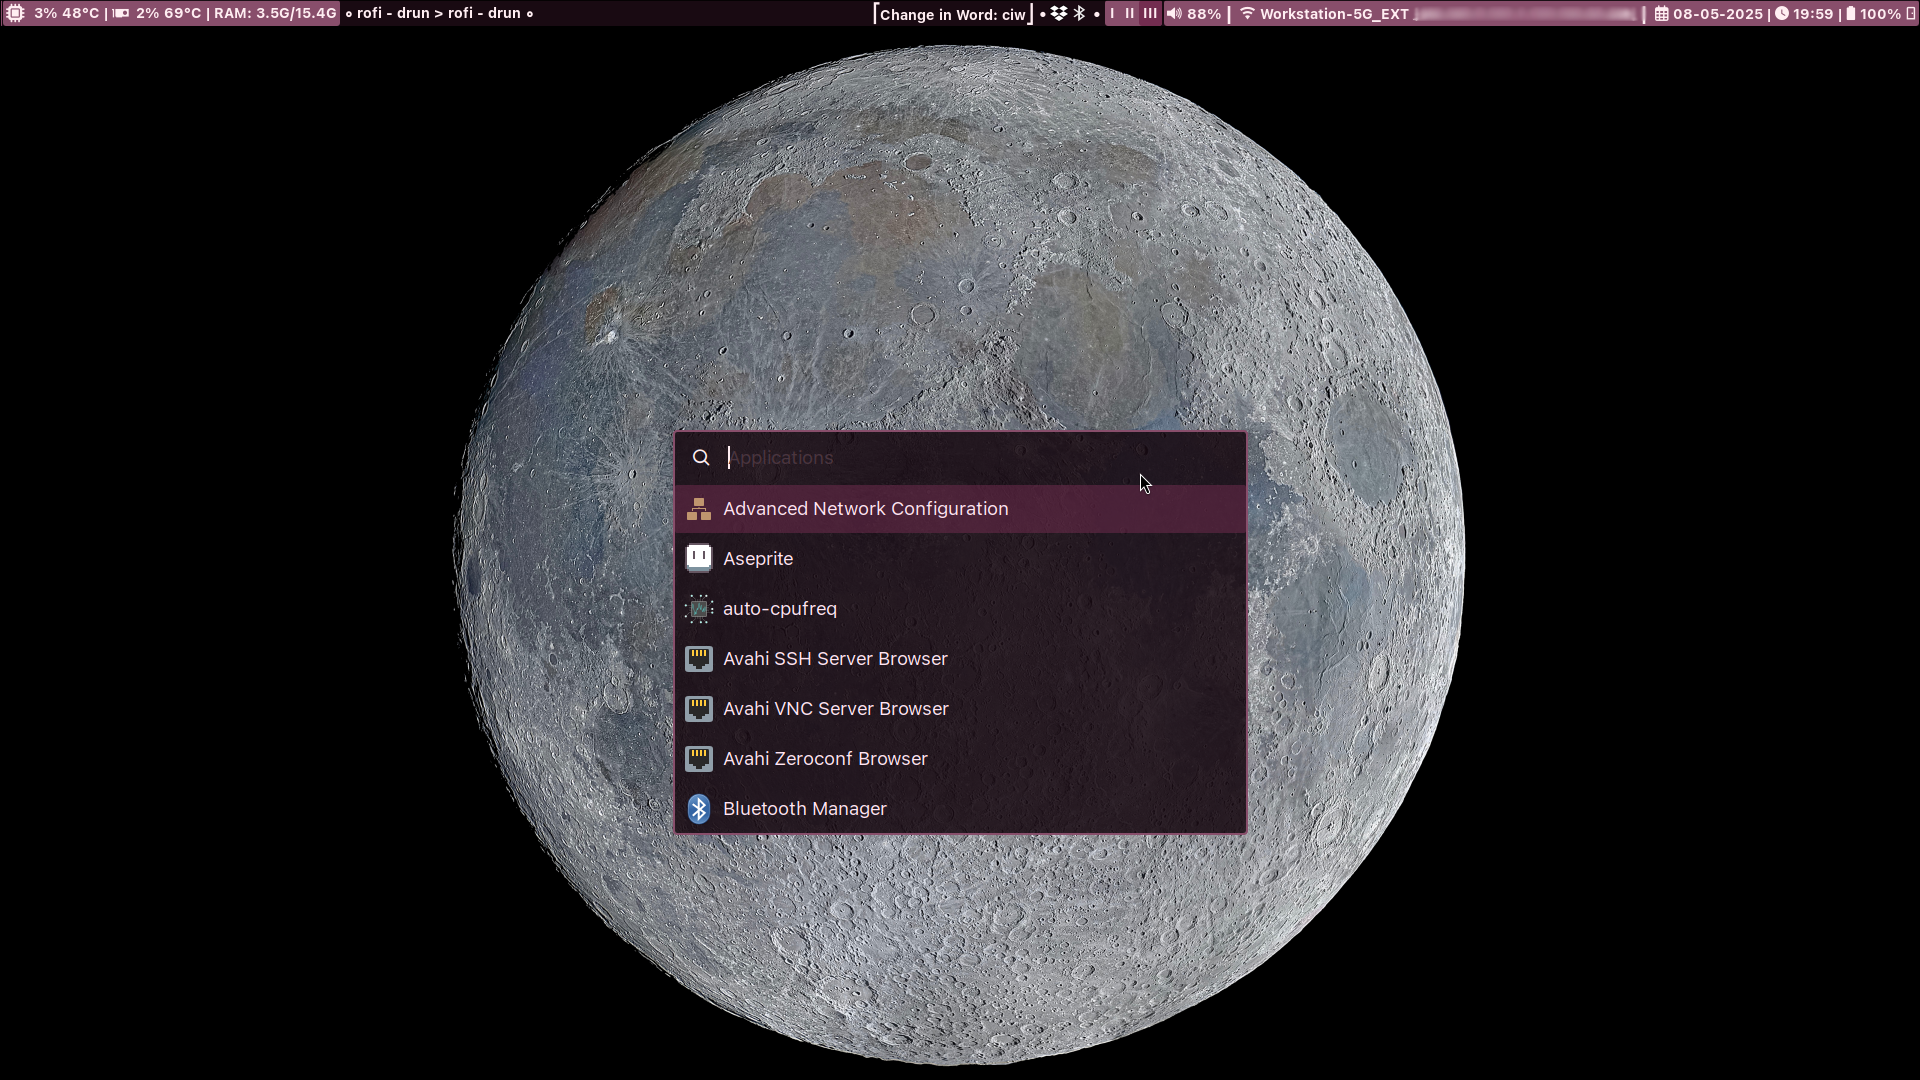 3% 48°C | 2% 69°C | RAM: 3.5G/15.4G ∘ rofi - drun > rofi - drun ∘ [Change in Word: ciw] • • I II III 88% | Workstation-5G_EXT | 08-05-2025 | 19:59 | 100%
Applications
Advanced Network Configuration
Aseprite
auto-cpufreq
Avahi SSH Server Browser
Avahi VNC Server Browser
Avahi Zeroconf Browser
Bluetooth Manager